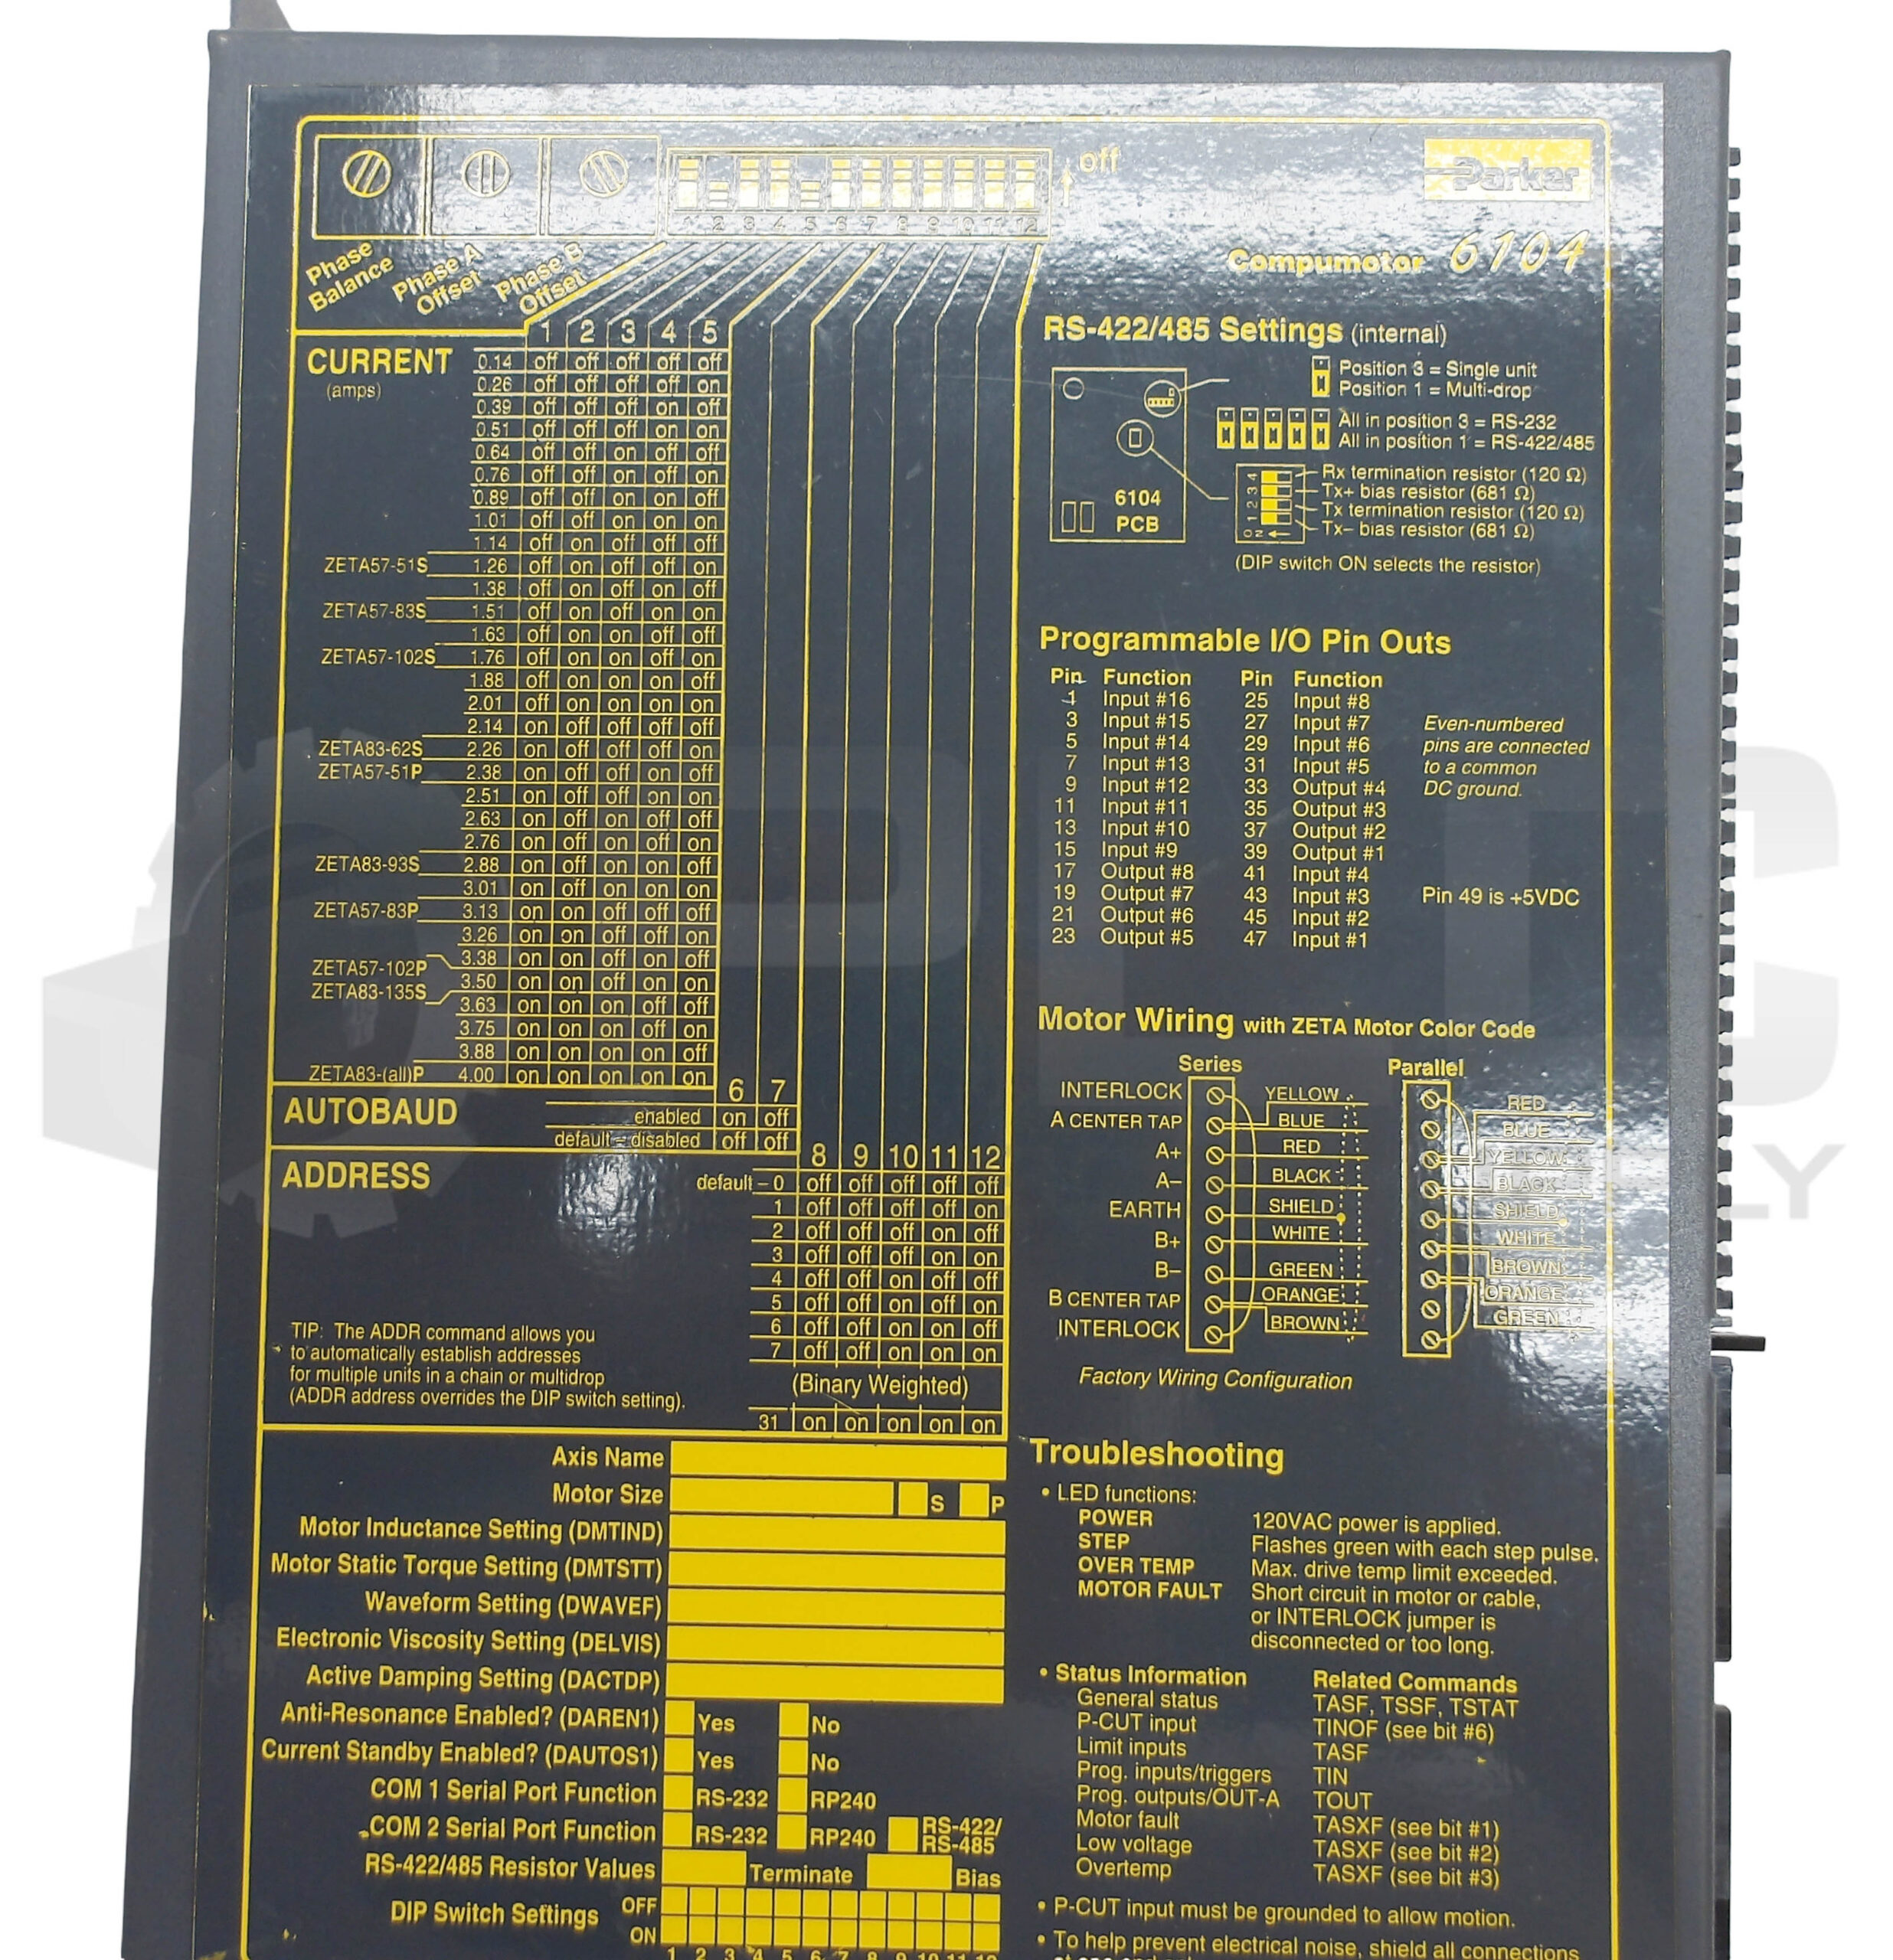 off
Parker
1 2 3 4 5 6 7 8 9 10 11 12
Compumotor 6104
Phase Balance
Phase A Offset
Phase B Offset
1 2 3 4 5
CURRENT
(amps)
0.14 off off off off off
0.26 off off off off on
0.39 off off off on off
0.51 off off off on on
0.64 off off on off off
0.76 off off on off on
0.89 off off on on off
1.01 off off on on on
1.14 off on off off off
ZETA57-51S 1.26 off on off off on
1.38 off on off on off
ZETA57-83S 1.51 off on off on on
1.63 off on on off off
ZETA57-102S 1.76 off on on off on
1.88 off on on on off
2.01 off on on on on
2.14 on off off off off
ZETA83-62S 2.26 on off off off on
ZETA57-51P 2.38 on off off on off
2.51 on off off on on
2.63 on off on off off
2.76 on off on off on
ZETA83-93S 2.88 on off on on off
3.01 on off on on on
ZETA57-83P 3.13 on on off off off
3.26 on on off off on
3.38 on on off on off
ZETA57-102P
3.50 on on off on on
ZETA83-135S
3.63 on on on off off
3.75 on on on off on
3.88 on on on on off
ZETA83-(all)P 4.00 on on on on on
6 7
AUTOBAUD
enabled on off
default – disabled off off
8 9 10 11 12
ADDRESS
default – 0 off off off off off
1 off off off off on
2 off off off on off
3 off off off on on
4 off off on off off
5 off off on off on
6 off off on on off
7 off off on on on
(Binary Weighted)
31 on on on on on
TIP: The ADDR command allows you
to automatically establish addresses
for multiple units in a chain or multidrop
(ADDR address overrides the DIP switch setting).
Axis Name
Motor Size S P
Motor Inductance Setting (DMTIND)
Motor Static Torque Setting (DMTSTT)
Waveform Setting (DWAVEF)
Electronic Viscosity Setting (DELVIS)
Active Damping Setting (DACTDP)
Anti-Resonance Enabled? (DAREN1) Yes No
Current Standby Enabled? (DAUTOS1) Yes No
COM 1 Serial Port Function RS-232 RP240
COM 2 Serial Port Function RS-232 RP240 RS-422/
RS-485
RS-422/485 Resistor Values Terminate Bias
DIP Switch Settings OFF
ON
1 2 3 4 5 6 7 8 9 10 11 12
RS-422/485 Settings (internal)
Position 3 = Single unit
Position 1 = Multi-drop
All in position 3 = RS-232
All in position 1 = RS-422/485
6104
PCB
1 2 3 4
ON
Rx termination resistor (120 Ω)
Tx+ bias resistor (681 Ω)
Tx termination resistor (120 Ω)
Tx– bias resistor (681 Ω)
(DIP switch ON selects the resistor)
Programmable I/O Pin Outs
Pin Function Pin Function
1 Input #16 25 Input #8
3 Input #15 27 Input #7
5 Input #14 29 Input #6
7 Input #13 31 Input #5
9 Input #12 33 Output #4
11 Input #11 35 Output #3
13 Input #10 37 Output #2
15 Input #9 39 Output #1
17 Output #8 41 Input #4
19 Output #7 43 Input #3
21 Output #6 45 Input #2
23 Output #5 47 Input #1
Even-numbered
pins are connected
to a common
DC ground.
Pin 49 is +5VDC
Motor Wiring with ZETA Motor Color Code
Series
INTERLOCK YELLOW
A CENTER TAP BLUE
A+ RED
A– BLACK
EARTH SHIELD
B+ WHITE
B– GREEN
B CENTER TAP ORANGE
INTERLOCK BROWN
Parallel
RED
BLUE
YELLOW
BLACK
SHIELD
WHITE
BROWN
ORANGE
GREEN
Factory Wiring Configuration
Troubleshooting
• LED functions:
POWER 120VAC power is applied.
STEP Flashes green with each step pulse.
OVER TEMP Max. drive temp limit exceeded.
MOTOR FAULT Short circuit in motor or cable,
or INTERLOCK jumper is
disconnected or too long.
• Status Information Related Commands
General status TASF, TSSF, TSTAT
P-CUT input TINOF (see bit #6)
Limit inputs TASF
Prog. inputs/triggers TIN
Prog. outputs/OUT-A TOUT
Motor fault TASXF (see bit #1)
Low voltage TASXF (see bit #2)
Overtemp TASXF (see bit #3)
• P-CUT input must be grounded to allow motion.
• To help prevent electrical noise, shield all connections
PLC
LY